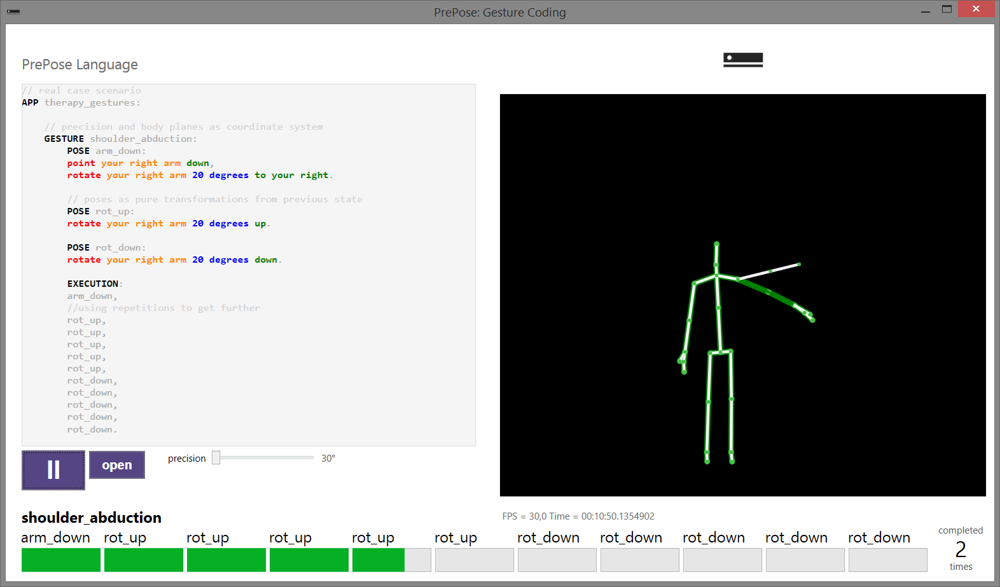 PrePose: Gesture Coding
PrePose Language
// real case scenario
APP therapy_gestures:
// precision and body planes as coordinate system
GESTURE shoulder_abduction:
POSE arm_down:
point your right arm down,
rotate your right arm 20 degrees to your right.
// poses as pure transformations from previous state
POSE rot_up:
rotate your right arm 20 degrees up.
POSE rot_down:
rotate your right arm 20 degrees down.
EXECUTION:
arm_down,
//using repetitions to get further
rot_up,
rot_up,
rot_up,
rot_up,
rot_up,
rot_down,
rot_down,
rot_down,
rot_down,
rot_down.
open
precision 30°
shoulder_abduction
FPS = 30,0 Time = 00:10:50.1354902
arm_down rot_up rot_up rot_up rot_up rot_up rot_down rot_down rot_down rot_down rot_down
completed
2
times